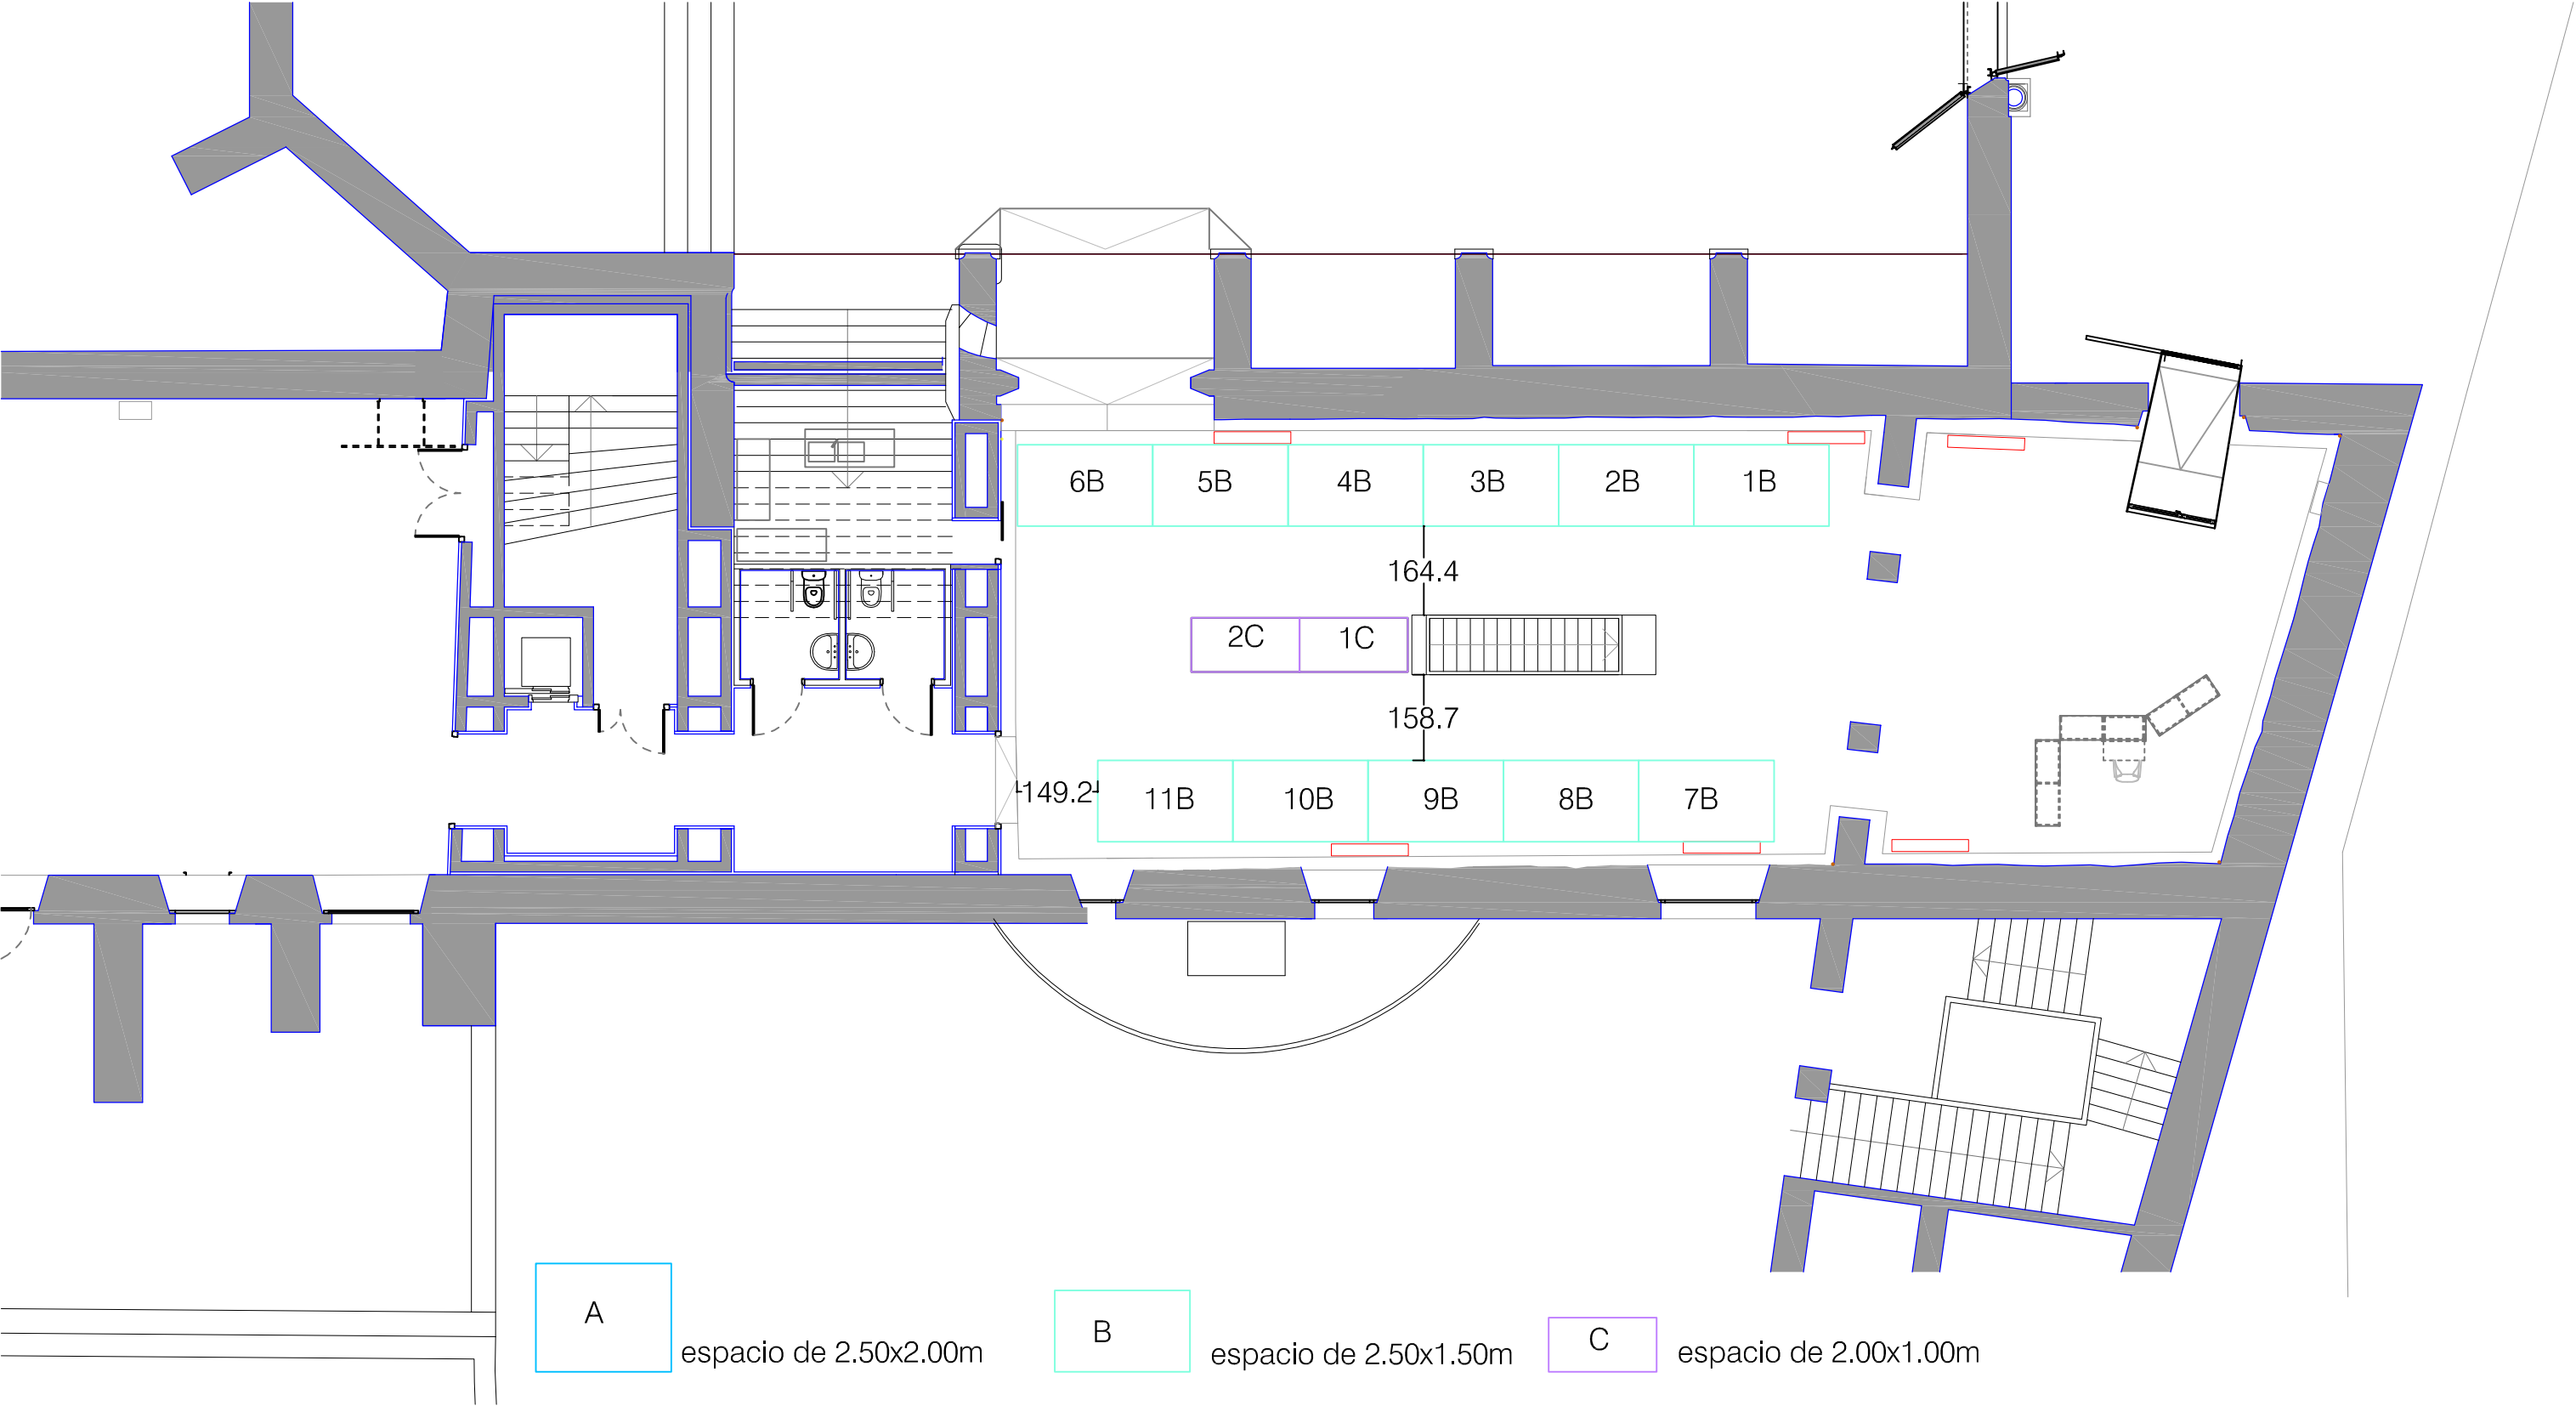 6B 5B 4B 3B 2B 1B
164.4
2C 1C
158.7
149.2 11B 10B 9B 8B 7B
A espacio de 2.50x2.00m
B espacio de 2.50x1.50m
C espacio de 2.00x1.00m